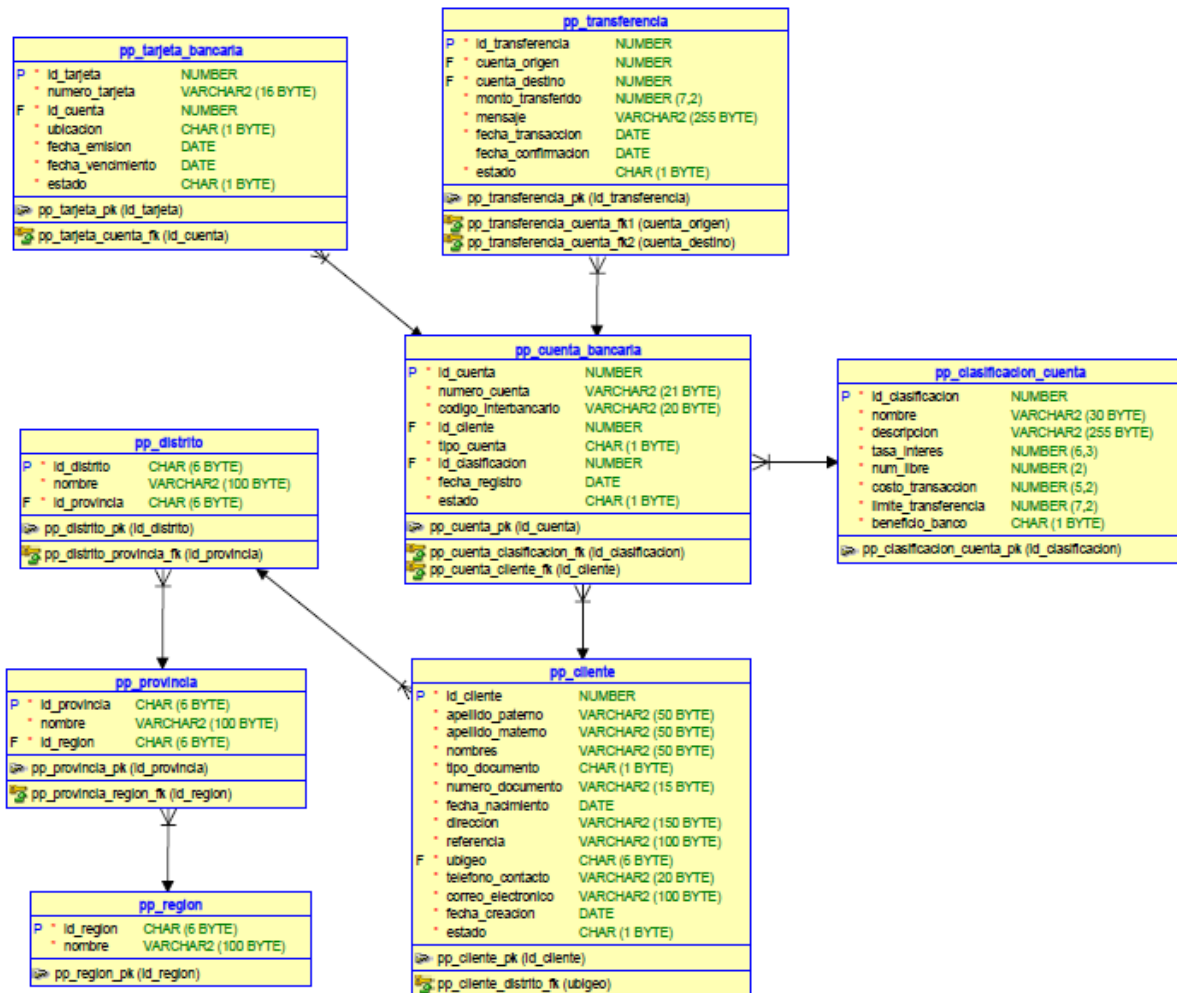 pp_transferencia
P * id_transferencia NUMBER
F * cuenta_origen NUMBER
F * cuenta_destino NUMBER
* monto_transferido NUMBER (7,2)
* mensaje VARCHAR2 (255 BYTE)
* fecha_transaccion DATE
fecha_confirmacion DATE
* estado CHAR (1 BYTE)
pp_transferencia_pk (id_transferencia)
pp_transferencia_cuenta_fk1 (cuenta_origen)
pp_transferencia_cuenta_fk2 (cuenta_destino)
pp_tarjeta_bancaria
P * id_tarjeta NUMBER
* numero_tarjeta VARCHAR2 (16 BYTE)
F * id_cuenta NUMBER
* ubicacion CHAR (1 BYTE)
* fecha_emision DATE
* fecha_vencimiento DATE
* estado CHAR (1 BYTE)
pp_tarjeta_pk (id_tarjeta)
pp_tarjeta_cuenta_fk (id_cuenta)
pp_cuenta_bancaria
P * id_cuenta NUMBER
* numero_cuenta VARCHAR2 (21 BYTE)
* codigo_interbancario VARCHAR2 (20 BYTE)
F * id_cliente NUMBER
* tipo_cuenta CHAR (1 BYTE)
F * id_clasificacion NUMBER
* fecha_registro DATE
* estado CHAR (1 BYTE)
pp_cuenta_pk (id_cuenta)
pp_cuenta_clasificacion_fk (id_clasificacion)
pp_cuenta_cliente_fk (id_cliente)
pp_clasificacion_cuenta
P * id_clasificacion NUMBER
* nombre VARCHAR2 (30 BYTE)
* descripcion VARCHAR2 (255 BYTE)
* tasa_interes NUMBER (6,3)
* num_libre NUMBER (2)
* costo_transaccion NUMBER (5,2)
* limite_transferencia NUMBER (7,2)
* beneficio_banco CHAR (1 BYTE)
pp_clasificacion_cuenta_pk (id_clasificacion)
pp_distrito
P * id_distrito CHAR (6 BYTE)
* nombre VARCHAR2 (100 BYTE)
F * id_provincia CHAR (6 BYTE)
pp_distrito_pk (id_distrito)
pp_distrito_provincia_fk (id_provincia)
pp_provincia
P * id_provincia CHAR (6 BYTE)
* nombre VARCHAR2 (100 BYTE)
F * id_region CHAR (6 BYTE)
pp_provincia_pk (id_provincia)
pp_provincia_region_fk (id_region)
pp_cliente
P * id_cliente NUMBER
* apellido_paterno VARCHAR2 (50 BYTE)
* apellido_materno VARCHAR2 (50 BYTE)
* nombres VARCHAR2 (50 BYTE)
* tipo_documento CHAR (1 BYTE)
* numero_documento VARCHAR2 (15 BYTE)
* fecha_nacimiento DATE
* direccion VARCHAR2 (150 BYTE)
* referencia VARCHAR2 (100 BYTE)
F * ubigeo CHAR (6 BYTE)
* telefono_contacto VARCHAR2 (20 BYTE)
* correo_electronico VARCHAR2 (100 BYTE)
* fecha_creacion DATE
* estado CHAR (1 BYTE)
pp_cliente_pk (id_cliente)
pp_cliente_distrito_fk (ubigeo)
pp_region
P * id_region CHAR (6 BYTE)
* nombre VARCHAR2 (100 BYTE)
pp_region_pk (id_region)